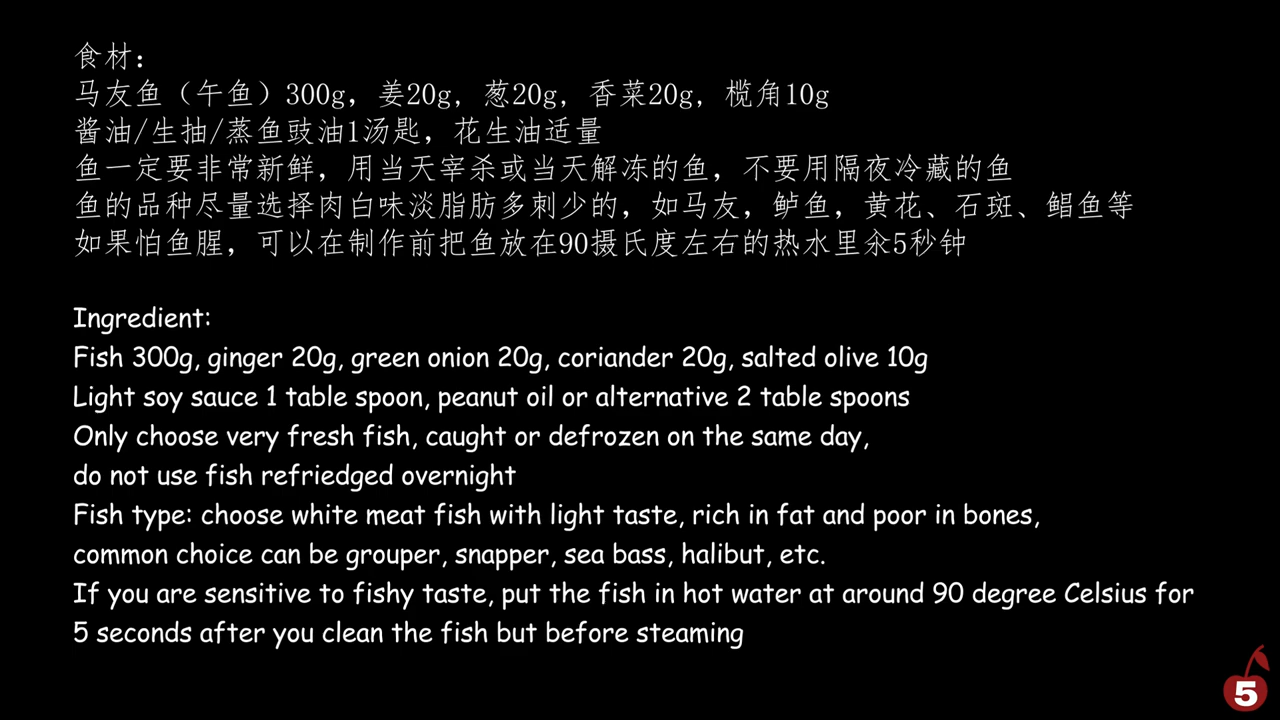 食材：
马友鱼（午鱼）300g，姜20g，葱20g，香菜20g，榄角10g
酱油/生抽/蒸鱼豉油1汤匙，花生油适量
鱼一定要非常新鲜，用当天宰杀或当天解冻的鱼，不要用隔夜冷藏的鱼
鱼的品种尽量选择肉白味淡脂肪多刺少的，如马友，鲈鱼，黄花、石斑、鲳鱼等
如果怕鱼腥，可以在制作前把鱼放在90摄氏度左右的热水里氽5秒钟
Ingredient:
Fish 300g, ginger 20g, green onion 20g, coriander 20g, salted olive 10g
Light soy sauce 1 table spoon, peanut oil or alternative 2 table spoons
Only choose very fresh fish, caught or defrozen on the same day,
do not use fish refriedged overnight
Fish type: choose white meat fish with light taste, rich in fat and poor in bones,
common choice can be grouper, snapper, sea bass, halibut, etc.
If you are sensitive to fishy taste, put the fish in hot water at around 90 degree Celsius for
5 seconds after you clean the fish but before steaming
5